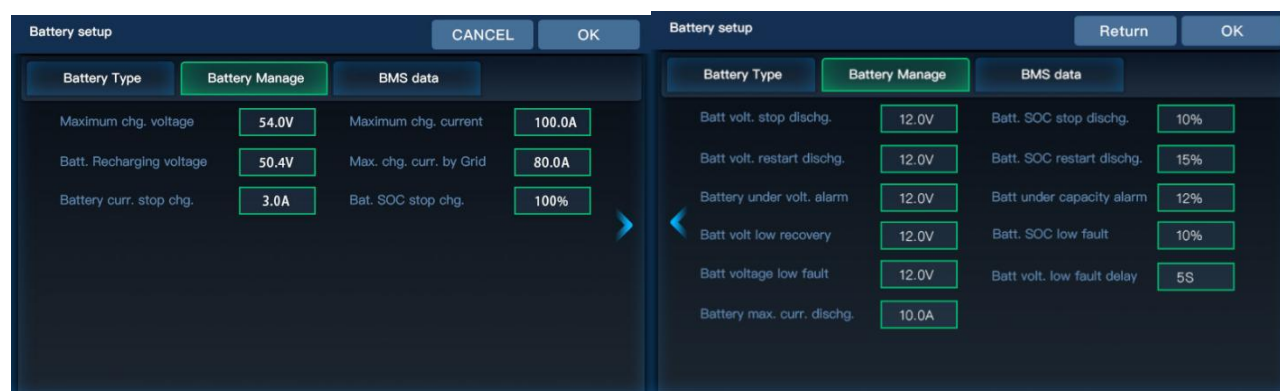 Battery setup CANCEL OK
Battery Type Battery Manage BMS data
Maximum chg. voltage 54.0V Maximum chg. current 100.0A
Batt. Recharging voltage 50.4V Max. chg. curr. by Grid 80.0A
Battery curr. stop chg. 3.0A Bat. SOC stop chg. 100%
Battery setup Return OK
Battery Type Battery Manage BMS data
Batt volt. stop dischg. 12.0V Batt. SOC stop dischg. 10%
Batt volt. restart dischg. 12.0V Batt. SOC restart dischg. 15%
Battery under volt. alarm 12.0V Batt under capacity alarm 12%
Batt volt low recovery 12.0V Batt. SOC low fault 10%
Batt voltage low fault 12.0V Batt volt. low fault delay 5S
Battery max. curr. dischg. 10.0A